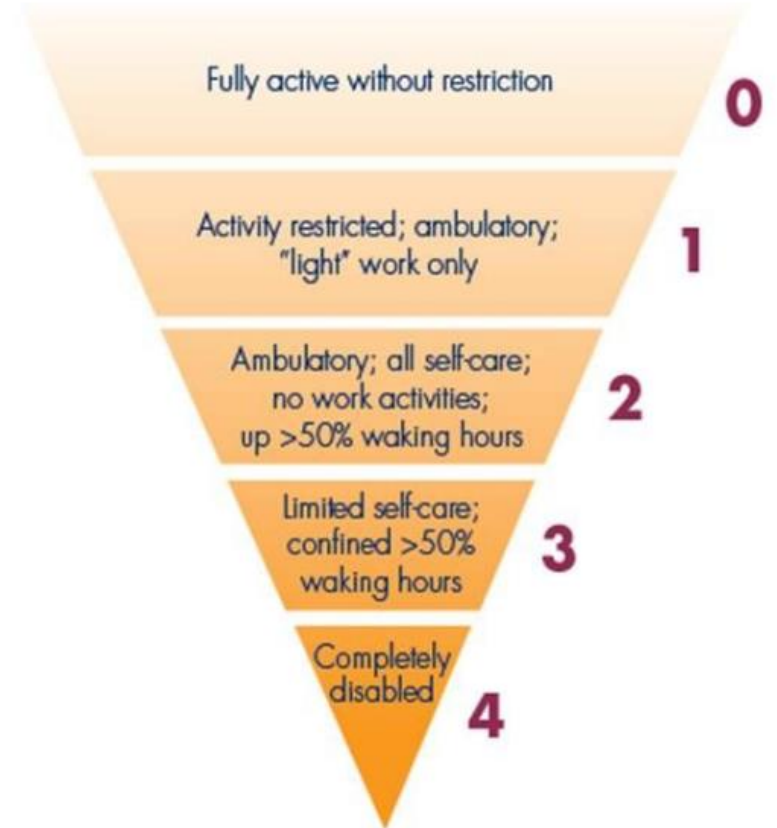 Fully active without restriction
0
Activity restricted; ambulatory;
"light" work only
1
Ambulatory; all self-care;
no work activities;
up >50% waking hours
2
Limited self-care;
confined >50%
waking hours
3
Completely
disabled
4